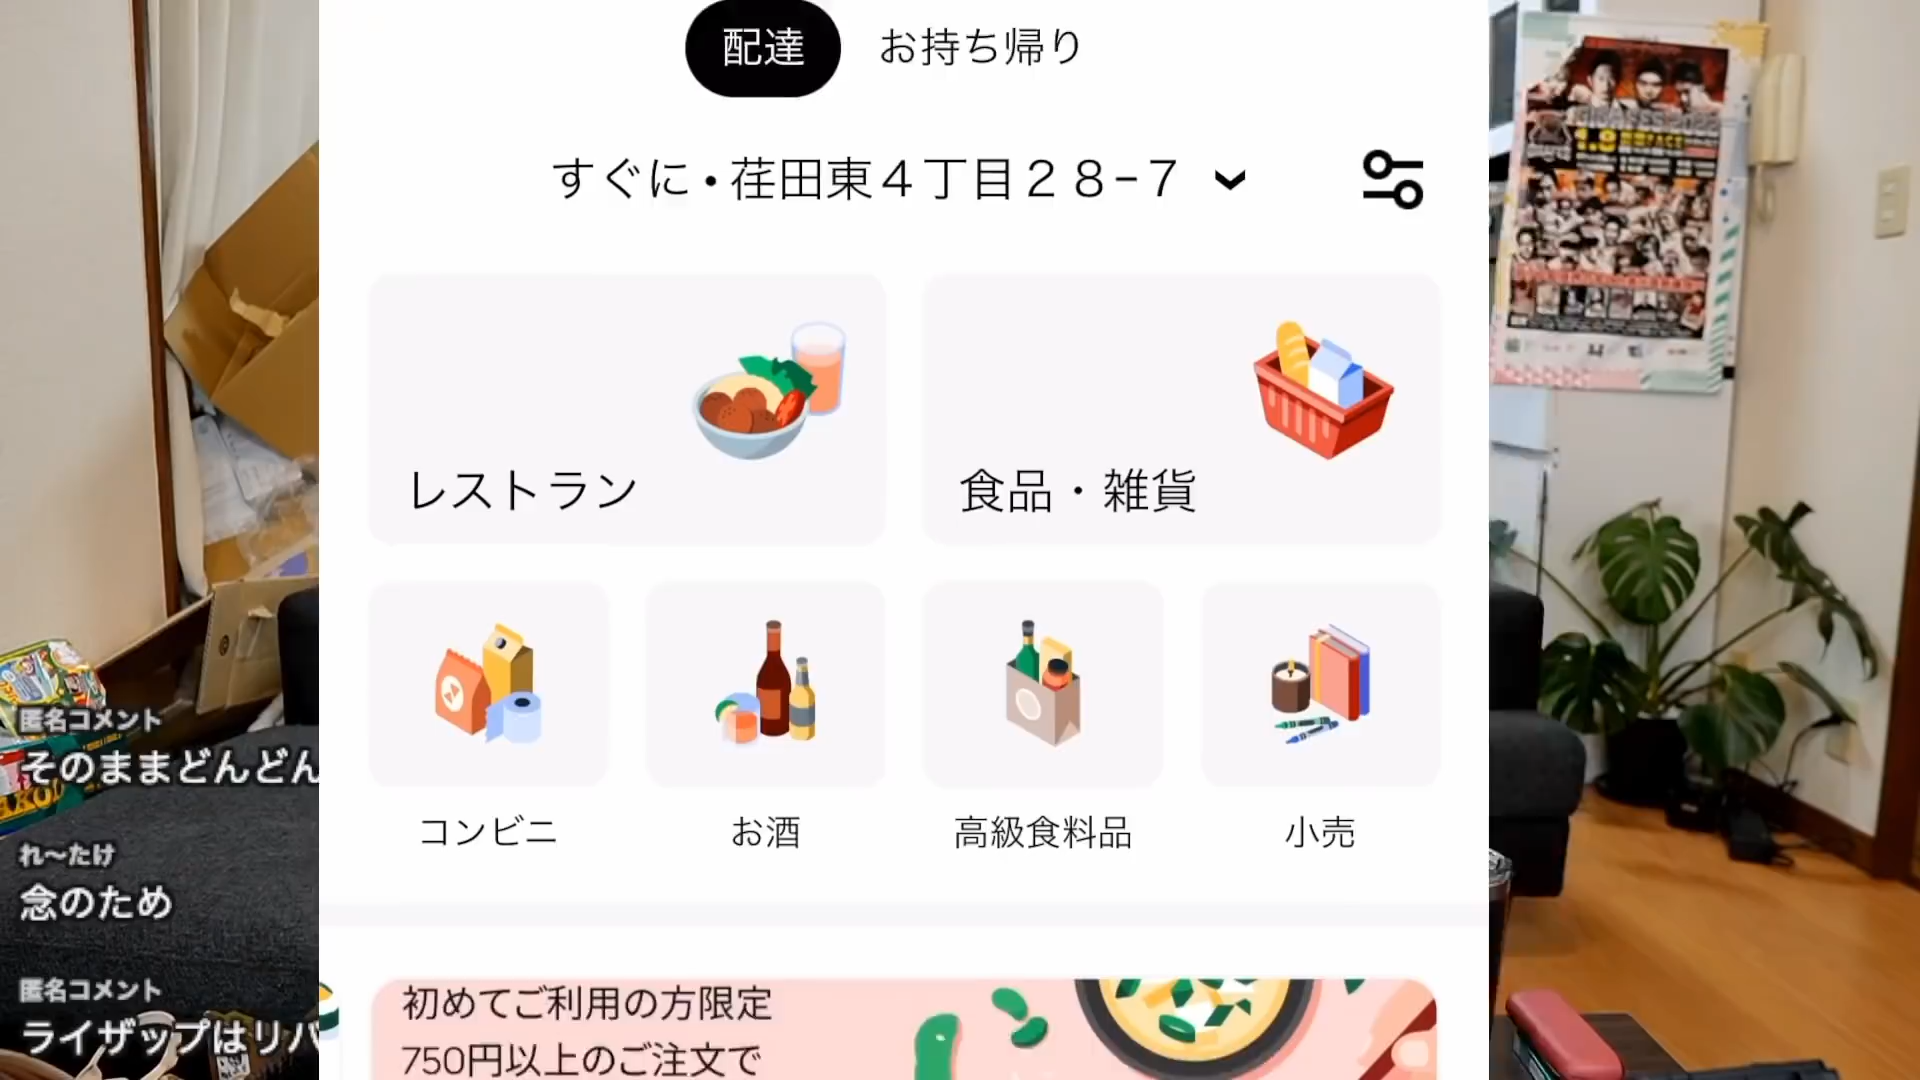 配達 お持ち帰り
すぐに・荏田東4丁目28-7
レストラン
食品・雑貨
コンビニ
お酒
高級食料品
小売
初めてご利用の方限定
750円以上のご注文で
匿名コメント
そのままどんどん
れ〜たけ
念のため
匿名コメント
ライザップはリバ